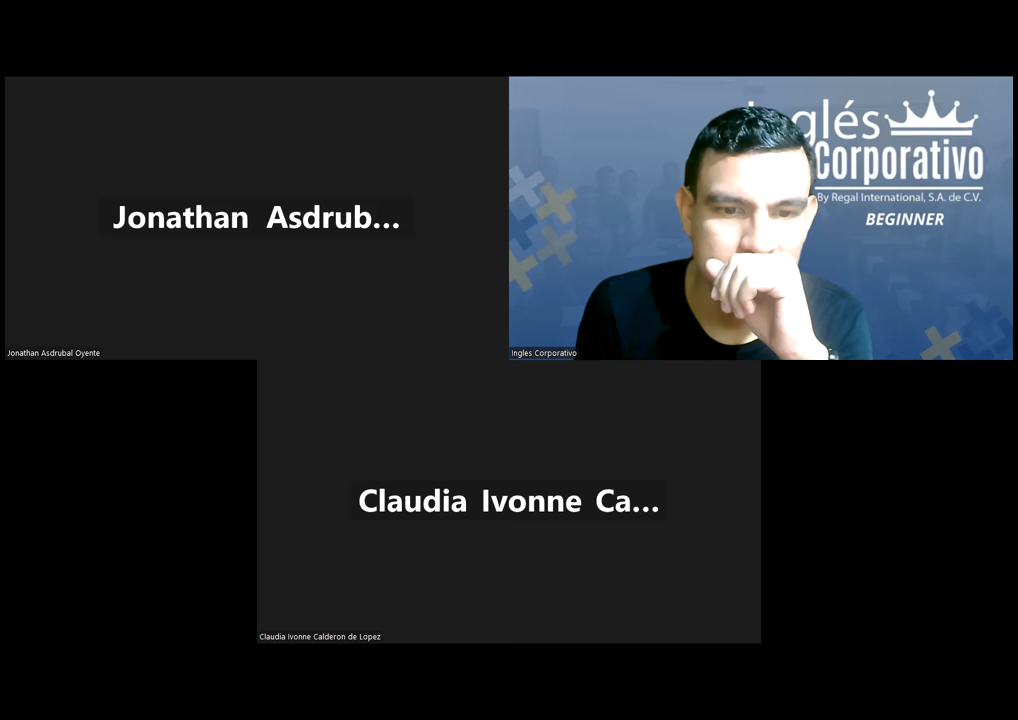 Jonathan Asdrub...
Jonathan Asdrubal Oyente
glés
Corporativo
By Regal International, S.A. de C.V.
BEGINNER
Ingles Corporativo
Claudia Ivonne Ca...
Claudia Ivonne Calderon de Lopez